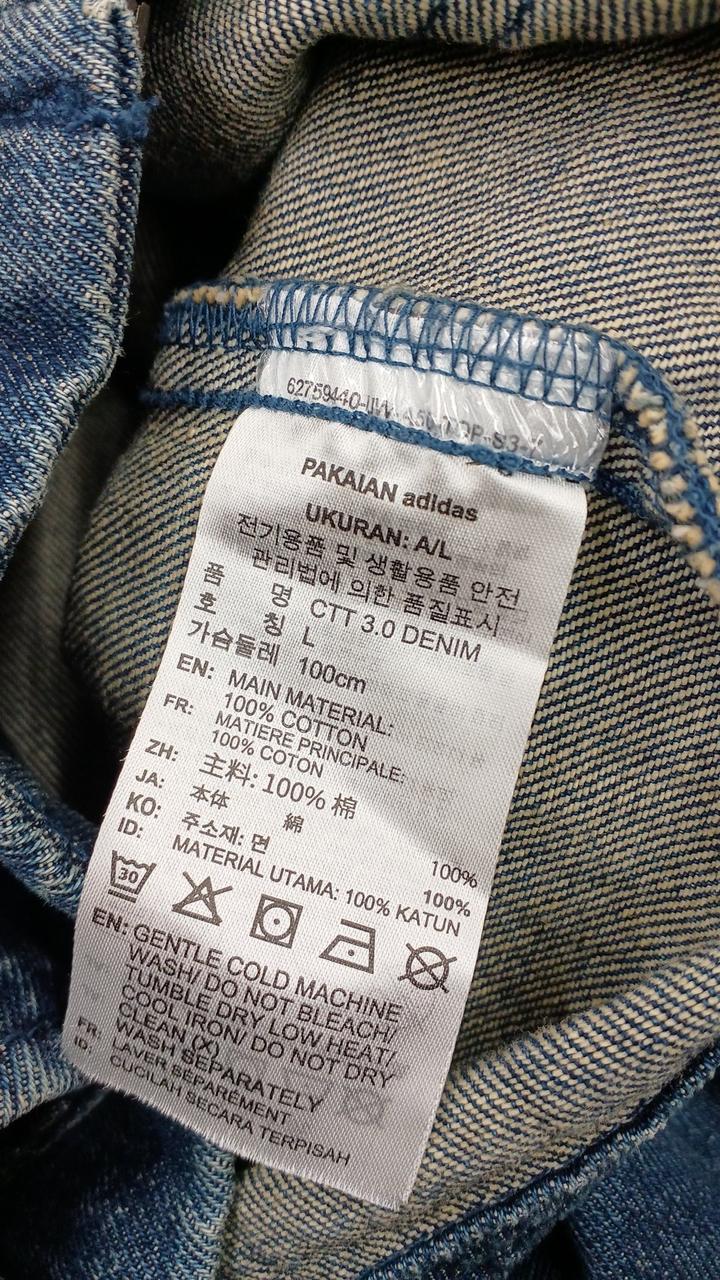 PAKAIAN adidas
UKURAN: A/L
전기용품 및 생활용품 안전
관리법에 의한 품질표시
품 명 CTT 3.0 DENIM
호 칭 L
가슴둘레 100cm
EN: MAIN MATERIAL:
100% COTTON
FR: MATIERE PRINCIPALE:
100% COTON
ZH: 主料: 100% 棉
JA: 本体 綿 100%
KO: 주소재: 면 100%
ID: MATERIAL UTAMA: 100% KATUN
30
EN: GENTLE COLD MACHINE
WASH/ DO NOT BLEACH/
TUMBLE DRY LOW HEAT/
COOL IRON/ DO NOT DRY
CLEAN (X)
WASH SEPARATELY
FR: LAVER SÉPARÉMENT
ID: CUCILAH SECARA TERPISAH